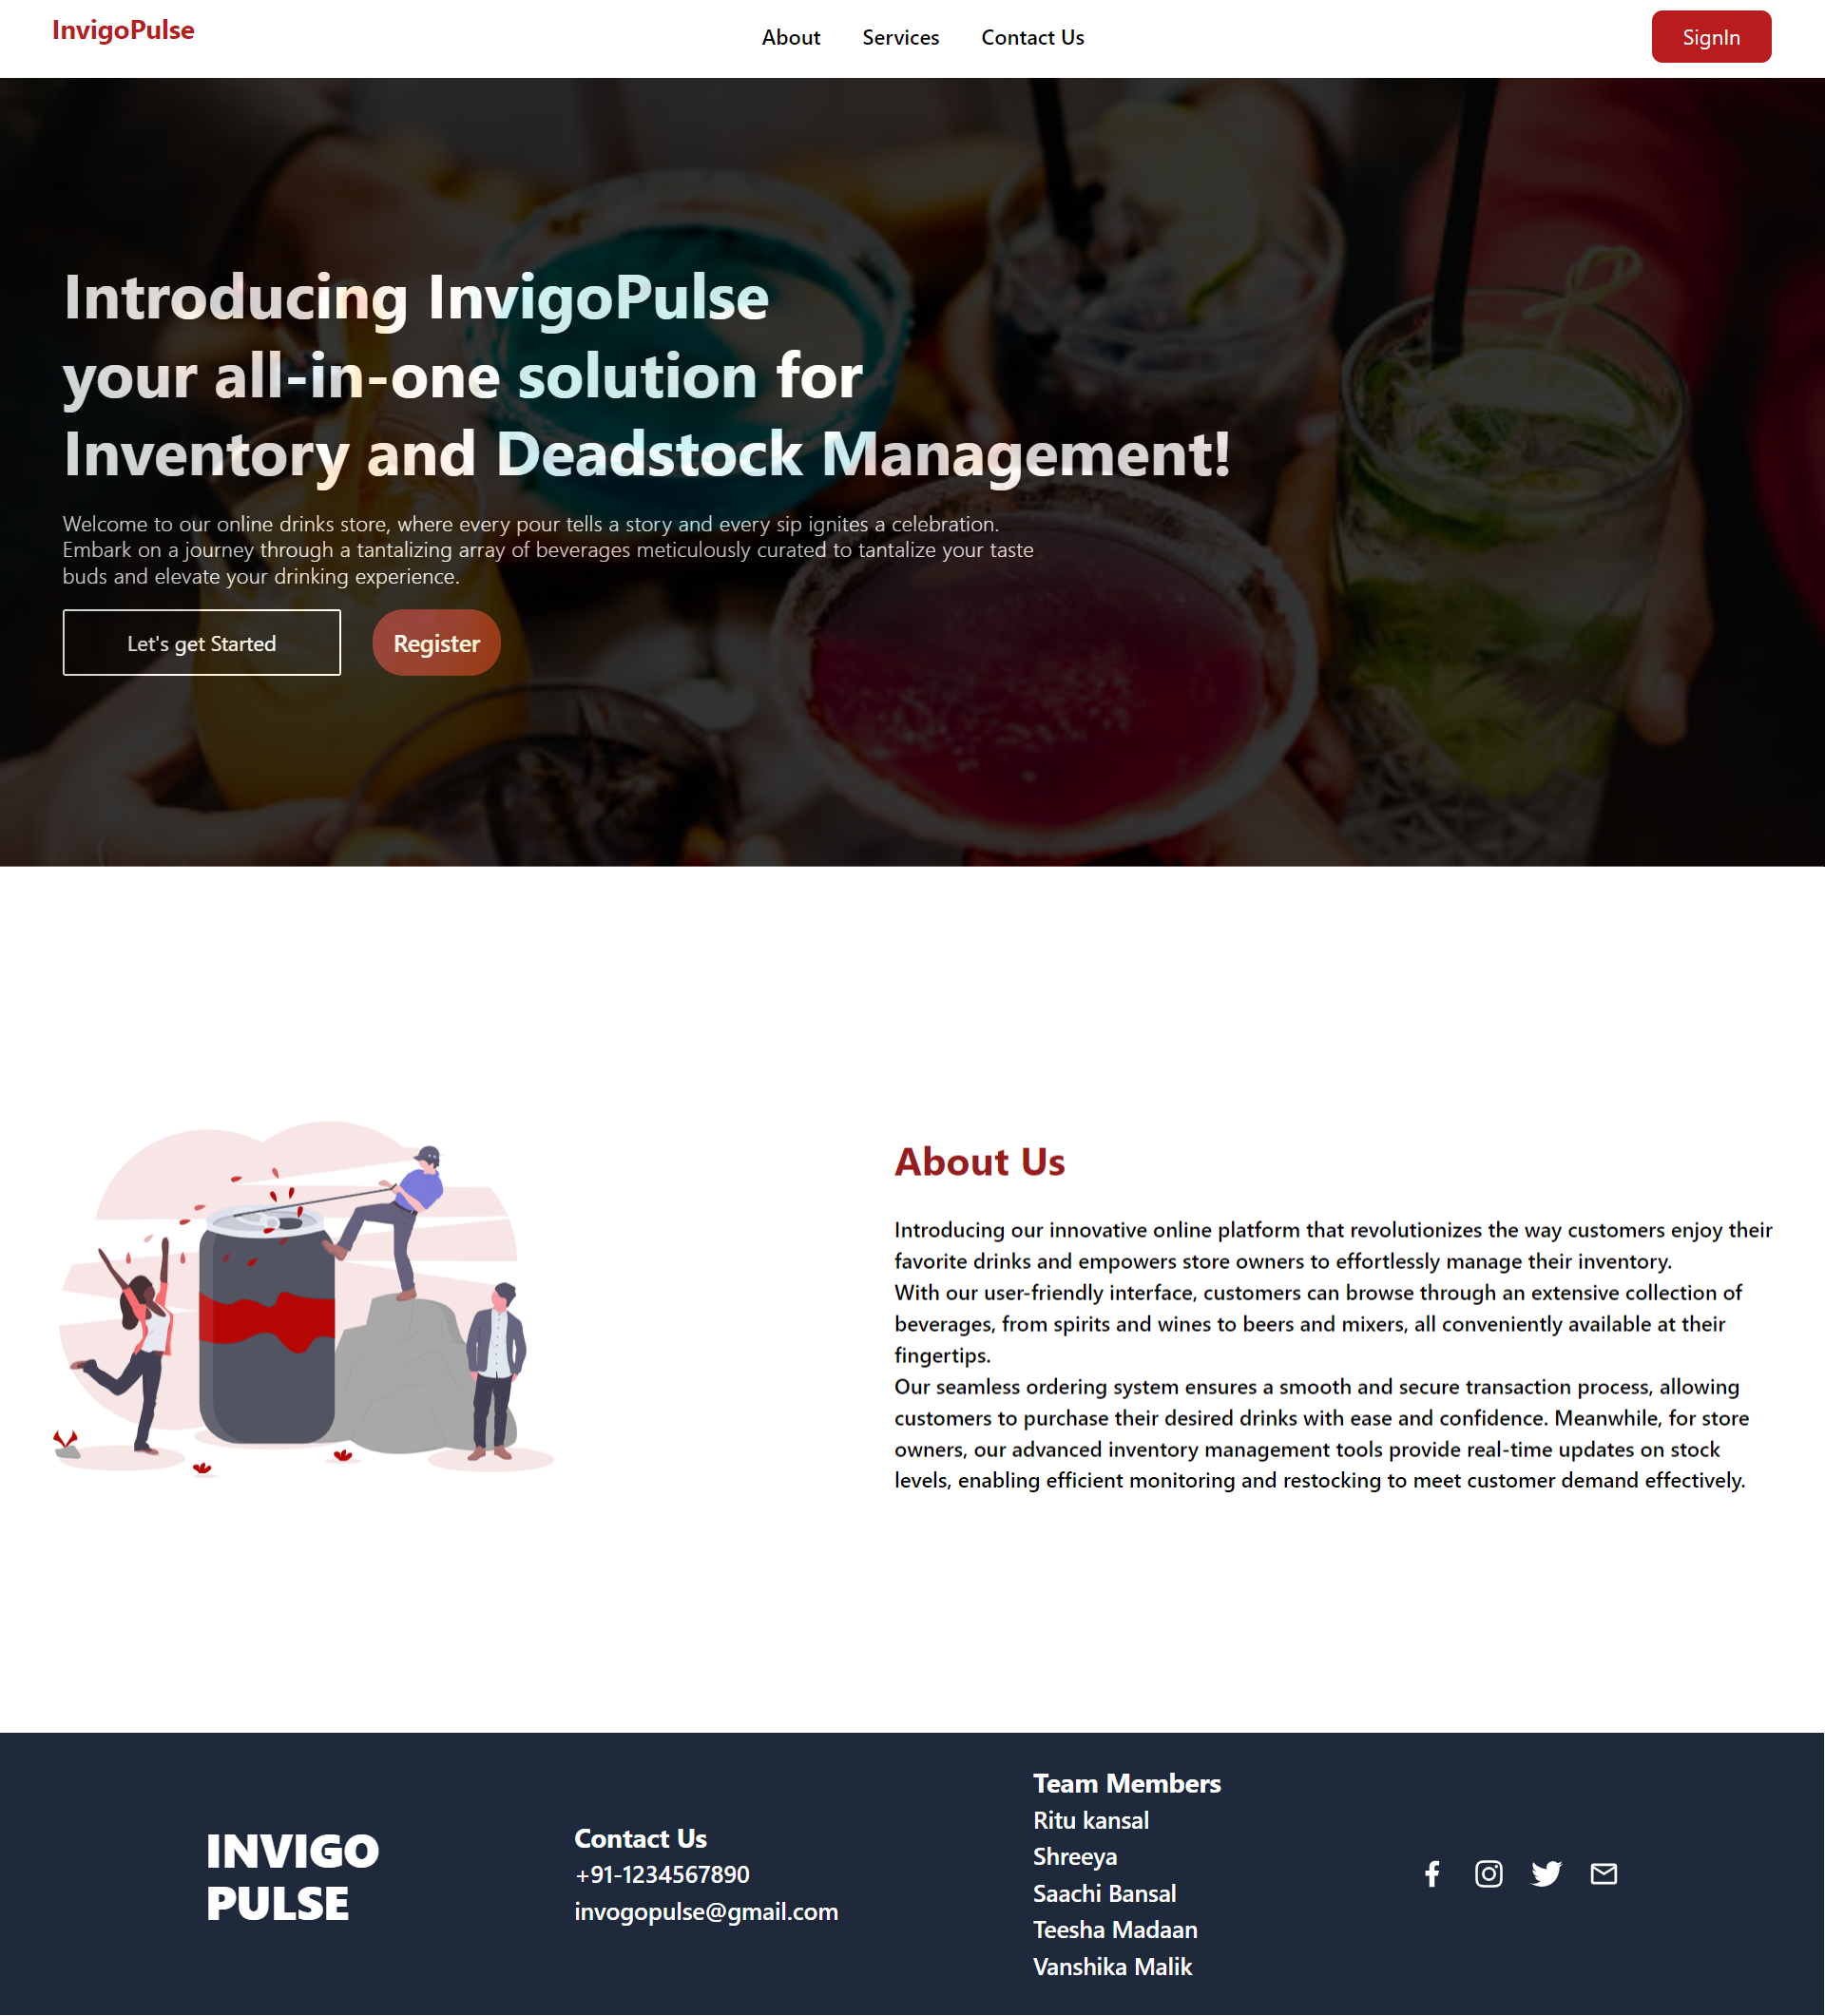 InvigoPulse
About
Services
Contact Us
SignIn
Introducing InvigoPulse
your all-in-one solution for
Inventory and Deadstock Management!
Welcome to our online drinks store, where every pour tells a story and every sip ignites a celebration.
Embark on a journey through a tantalizing array of beverages meticulously curated to tantalize your taste
buds and elevate your drinking experience.
Let's get Started
Register
About Us
Introducing our innovative online platform that revolutionizes the way customers enjoy their
favorite drinks and empowers store owners to effortlessly manage their inventory.
With our user-friendly interface, customers can browse through an extensive collection of
beverages, from spirits and wines to beers and mixers, all conveniently available at their
fingertips.
Our seamless ordering system ensures a smooth and secure transaction process, allowing
customers to purchase their desired drinks with ease and confidence. Meanwhile, for store
owners, our advanced inventory management tools provide real-time updates on stock
levels, enabling efficient monitoring and restocking to meet customer demand effectively.
INVIGO
PULSE
Contact Us
+91-1234567890
invogopulse@gmail.com
Team Members
Ritu kansal
Shreeya
Saachi Bansal
Teesha Madaan
Vanshika Malik